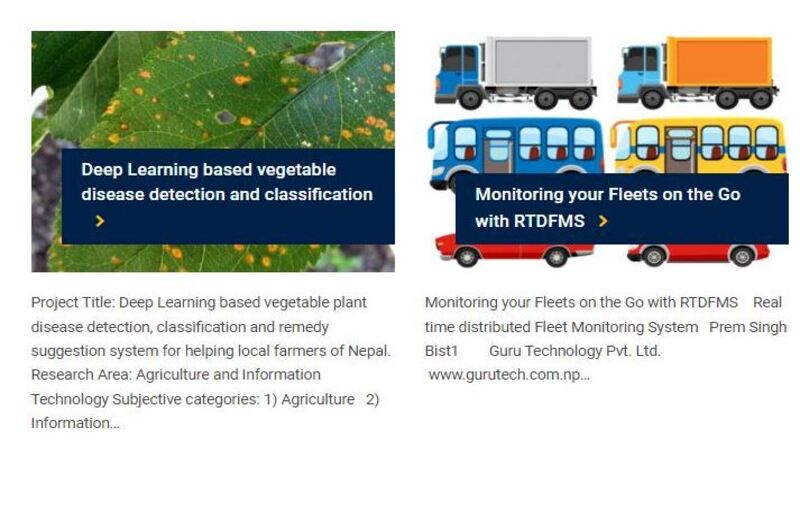 Deep Learning based vegetable
disease detection and classification
Project Title: Deep Learning based vegetable plant
disease detection, classification and remedy
suggestion system for helping local farmers of Nepal.
Research Area: Agriculture and Information
Technology Subjective categories: 1) Agriculture 2)
Information...
Monitoring your Fleets on the Go
with RTDFMS
Monitoring your Fleets on the Go with RTDFMS Real
time distributed Fleet Monitoring System Prem Singh
Bist1 Guru Technology Pvt. Ltd.
www.gurutech.com.np...